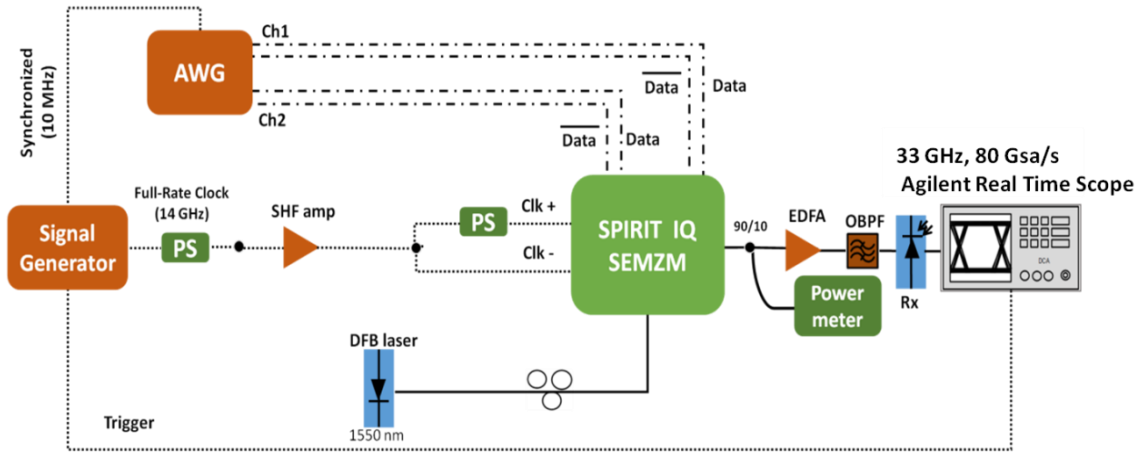 Ch1
AWG
Ch2
Synchronized
(10 MHz)
Data
Data
Data
Data
33 GHz, 80 Gsa/s
Agilent Real Time Scope
Full-Rate Clock
(14 GHz)
SHF amp
Signal
Generator
PS
PS
Clk +
Clk -
SPIRIT IQ
SEMZM
90/10
EDFA
OBPF
DCA
Rx
Power
meter
DFB laser
1550 nm
Trigger